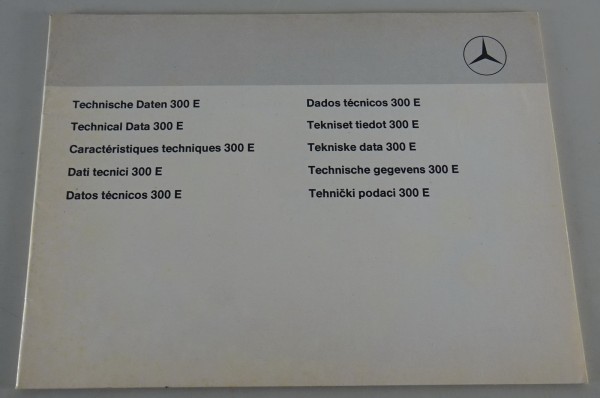 Technische Daten 300 E
Technical Data 300 E
Caractéristiques techniques 300 E
Dati tecnici 300 E
Datos técnicos 300 E
Dados técnicos 300 E
Tekniset tiedot 300 E
Tekniske data 300 E
Technische gegevens 300 E
Tehnički podaci 300 E